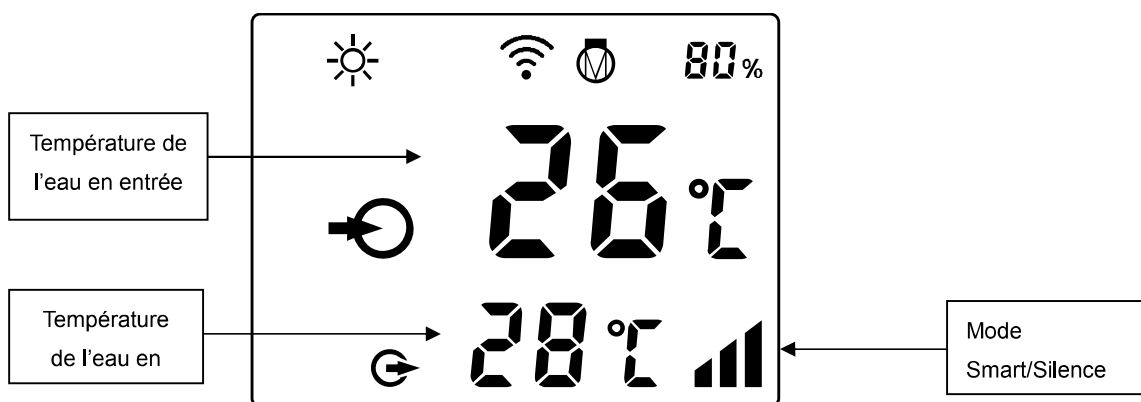 80%
Température de
l'eau en entrée
26°C
Température
de l'eau en
28°C
Mode
Smart/Silence